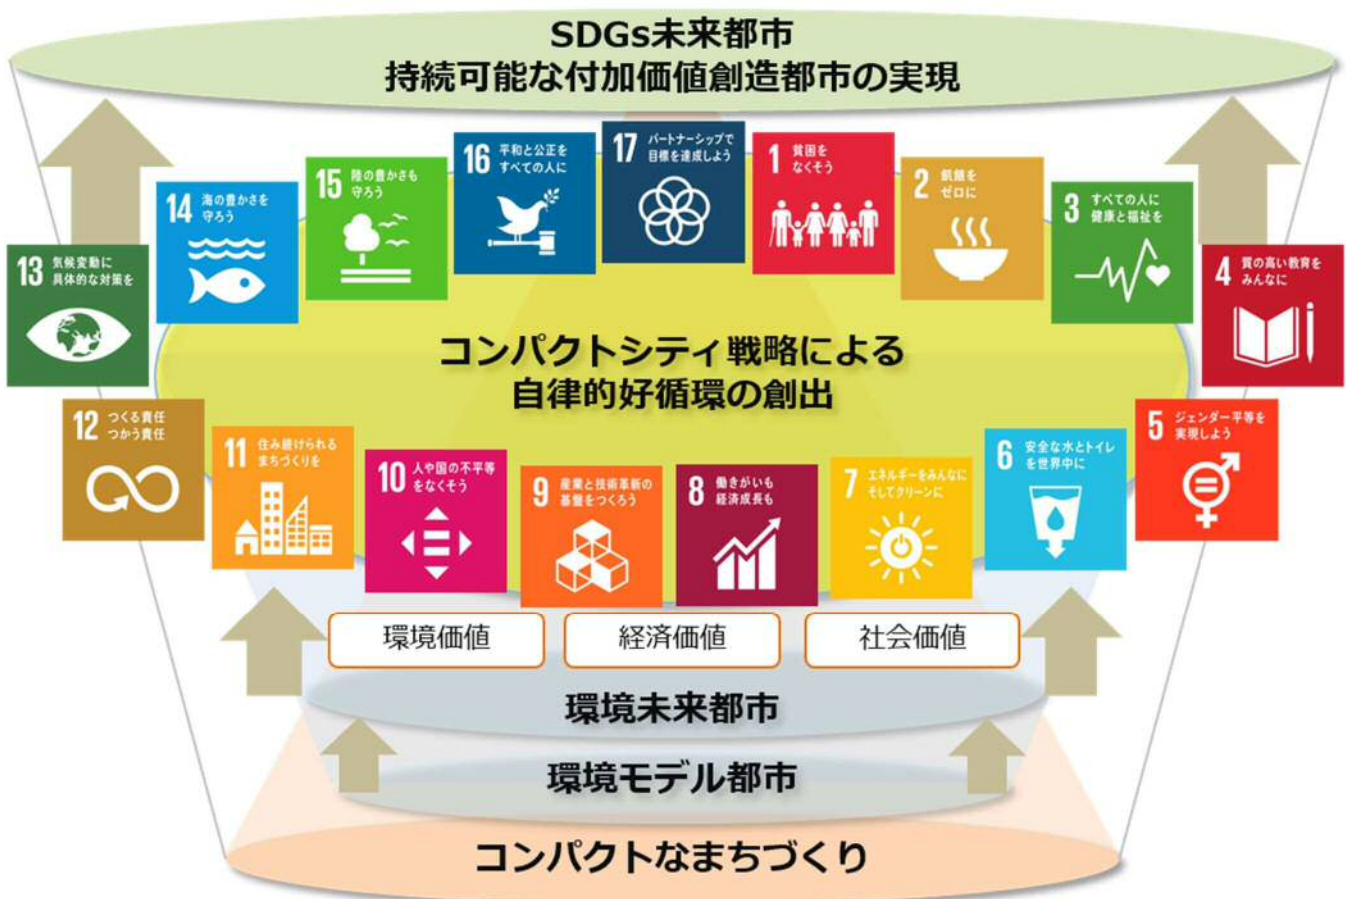 SDGs未来都市
持続可能な付加価値創造都市の実現
17 パートナーシップで
目標を達成しよう
16 平和と公正を
すべての人に
1 貧困を
なくそう
15 陸の豊かさも
守ろう
2 飢餓を
ゼロに
14 海の豊かさを
守ろう
3 すべての人に
健康と福祉を
13 気候変動に
具体的な対策を
4 質の高い教育を
みんなに
コンパクトシティ戦略による
自律的好循環の創出
12 つくる責任
つかう責任
5 ジェンダー平等を
実現しよう
11 住み続けられる
まちづくりを
6 安全な水とトイレ
を世界中に
10 人や国の不平等
をなくそう
9 産業と技術革新の
基盤をつくろう
8 働きがいも
経済成長も
7 エネルギーをみんなに
そしてクリーンに
環境価値
経済価値
社会価値
環境未来都市
環境モデル都市
コンパクトなまちづくり